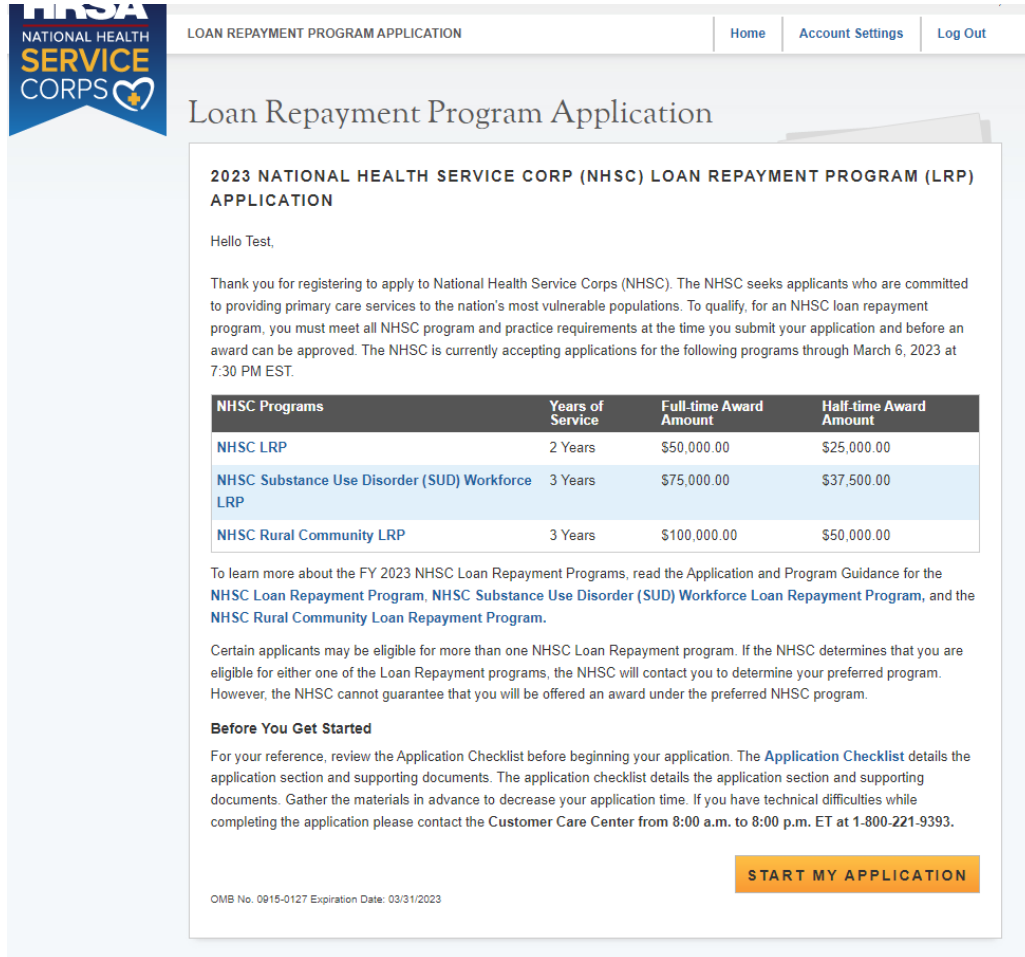 HRSA
NATIONAL HEALTH
SERVICE
CORPS
LOAN REPAYMENT PROGRAM APPLICATION
Home
Account Settings
Log Out
Loan Repayment Program Application
2023 NATIONAL HEALTH SERVICE CORP (NHSC) LOAN REPAYMENT PROGRAM (LRP)
APPLICATION
Hello Test,
Thank you for registering to apply to National Health Service Corps (NHSC). The NHSC seeks applicants who are committed
to providing primary care services to the nation's most vulnerable populations. To qualify, for an NHSC loan repayment
program, you must meet all NHSC program and practice requirements at the time you submit your application and before an
award can be approved. The NHSC is currently accepting applications for the following programs through March 6, 2023 at
7:30 PM EST.
NHSC Programs Years of Service Full-time Award Amount Half-time Award Amount
NHSC LRP 2 Years $50,000.00 $25,000.00
NHSC Substance Use Disorder (SUD) Workforce 3 Years $75,000.00 $37,500.00
LRP
NHSC Rural Community LRP 3 Years $100,000.00 $50,000.00
To learn more about the FY 2023 NHSC Loan Repayment Programs, read the Application and Program Guidance for the
NHSC Loan Repayment Program, NHSC Substance Use Disorder (SUD) Workforce Loan Repayment Program, and the
NHSC Rural Community Loan Repayment Program.
Certain applicants may be eligible for more than one NHSC Loan Repayment program. If the NHSC determines that you are
eligible for either one of the Loan Repayment programs, the NHSC will contact you to determine your preferred program.
However, the NHSC cannot guarantee that you will be offered an award under the preferred NHSC program.
Before You Get Started
For your reference, review the Application Checklist before beginning your application. The Application Checklist details the
application section and supporting documents. The application checklist details the application section and supporting
documents. Gather the materials in advance to decrease your application time. If you have technical difficulties while
completing the application please contact the Customer Care Center from 8:00 a.m. to 8:00 p.m. ET at 1-800-221-9393.
START MY APPLICATION
OMB No. 0915-0127 Expiration Date: 03/31/2023